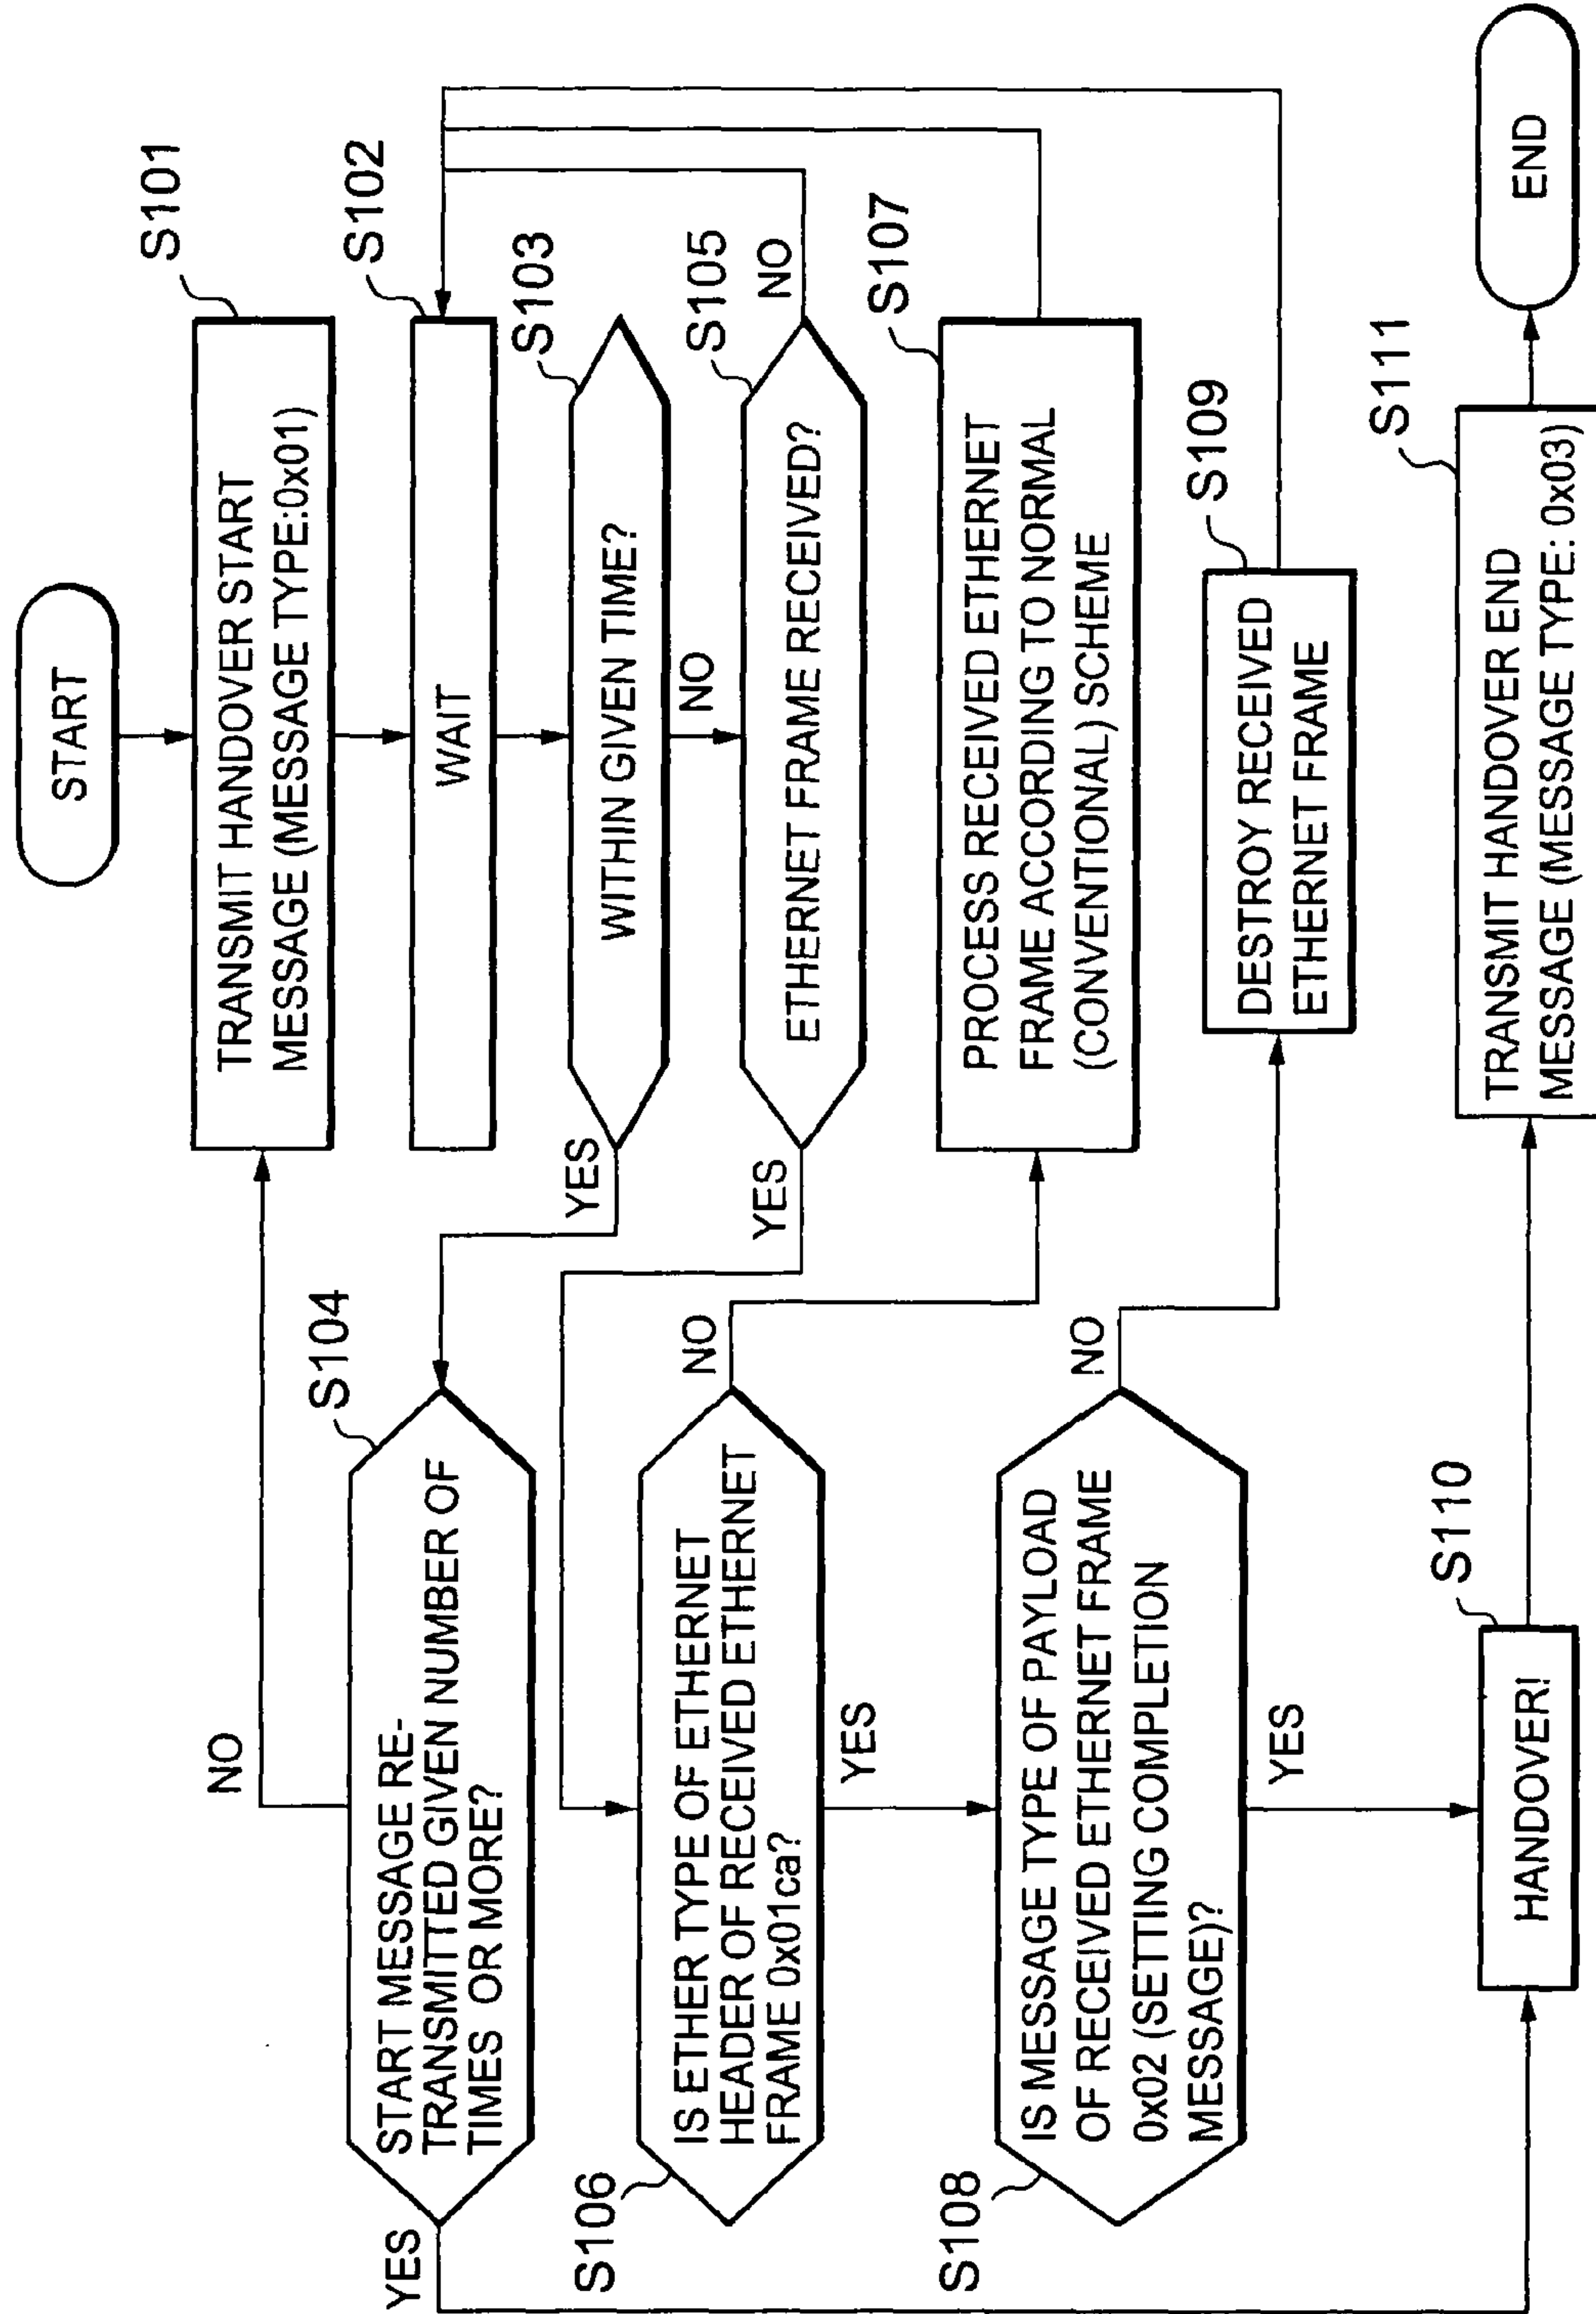 START
S101
TRANSMIT HANDOVER START
MESSAGE (MESSAGE TYPE:0x01)
S102
WAIT
S103
WITHIN GIVEN TIME?
YES
NO
S104
START MESSAGE RE-
TRANSMITTED GIVEN NUMBER OF
TIMES OR MORE?
NO
YES
S105
ETHERNET FRAME RECEIVED?
NO
YES
S106
IS ETHER TYPE OF ETHERNET
HEADER OF RECEIVED ETHERNET
FRAME 0x01ca?
NO
YES
S107
PROCESS RECEIVED ETHERNET
FRAME ACCORDING TO NORMAL
(CONVENTIONAL) SCHEME
S108
IS MESSAGE TYPE OF PAYLOAD
OF RECEIVED ETHERNET FRAME
0x02 (SETTING COMPLETION
MESSAGE)?
NO
YES
S109
DESTROY RECEIVED
ETHERNET FRAME
S110
HANDOVER!
S111
TRANSMIT HANDOVER END
MESSAGE (MESSAGE TYPE: 0x03)
END